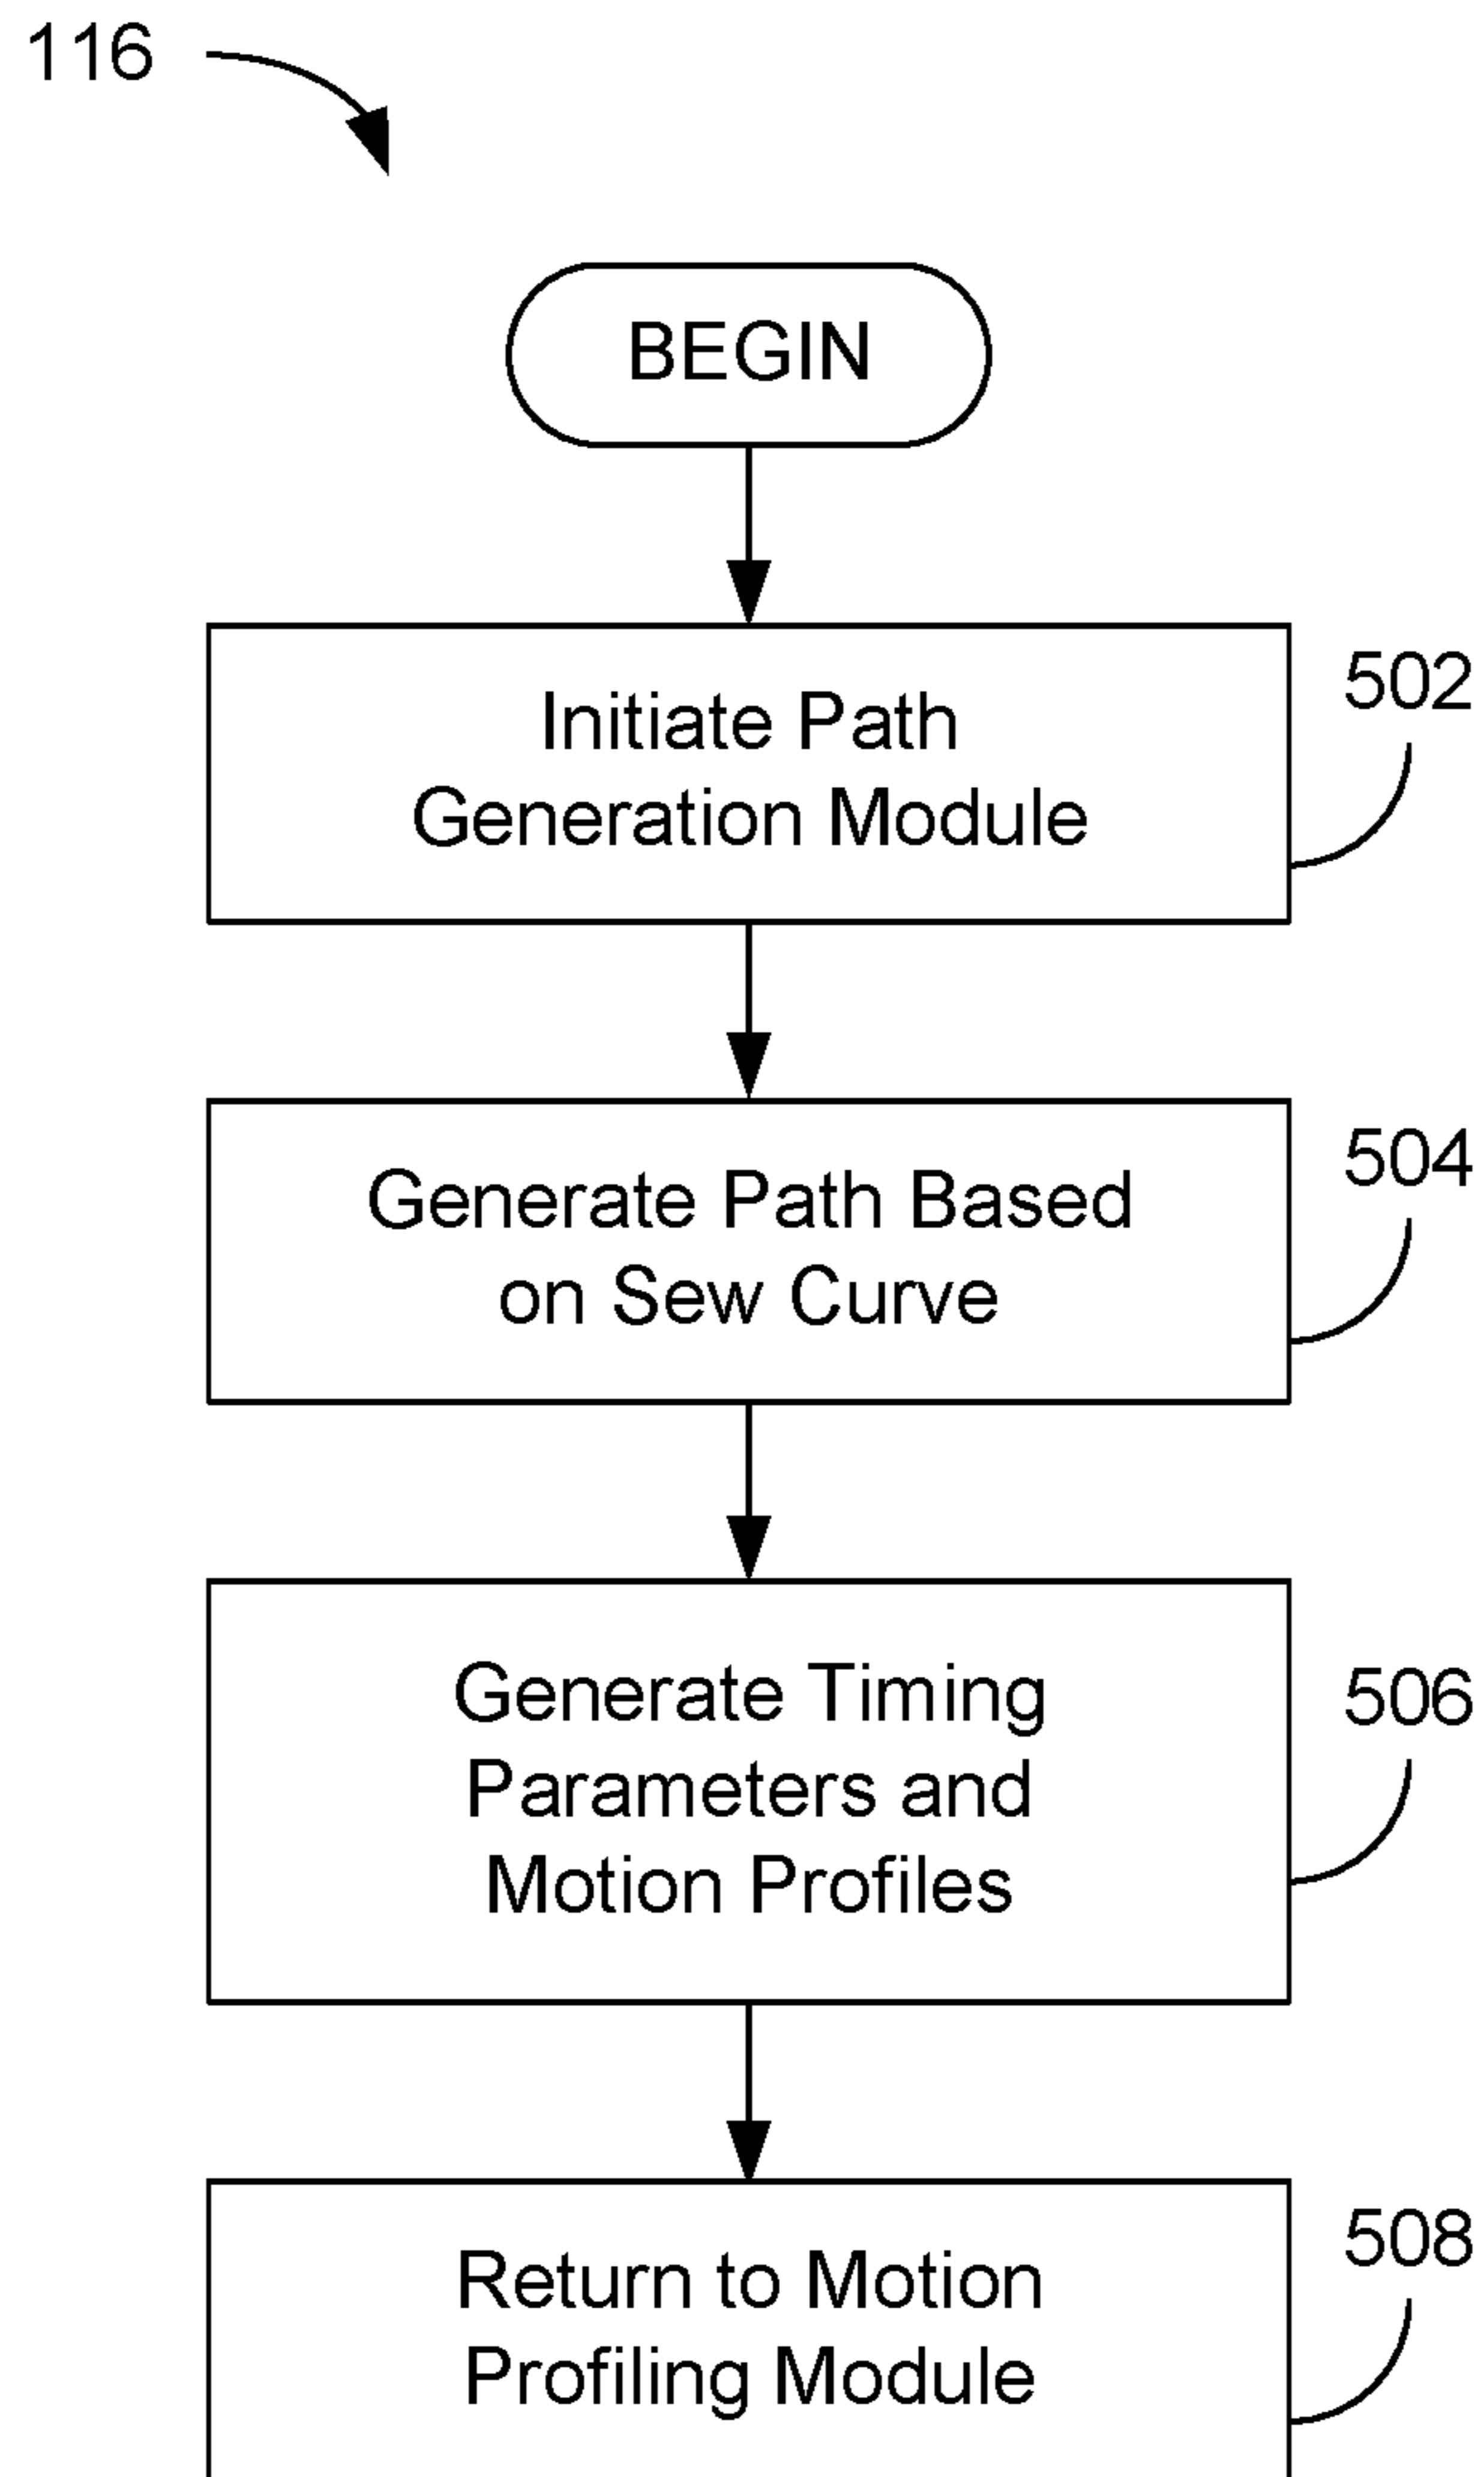 116
BEGIN
Initiate Path
Generation Module
502
Generate Path Based
on Sew Curve
504
Generate Timing
Parameters and
Motion Profiles
506
Return to Motion
Profiling Module
508